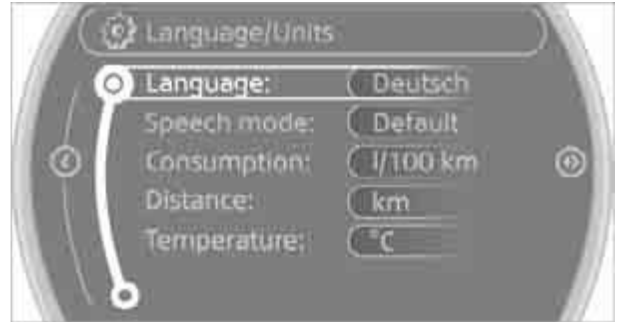 Language/Units
Language: Deutsch
Speech mode: Default
Consumption: l/100 km
Distance: km
Temperature: °C